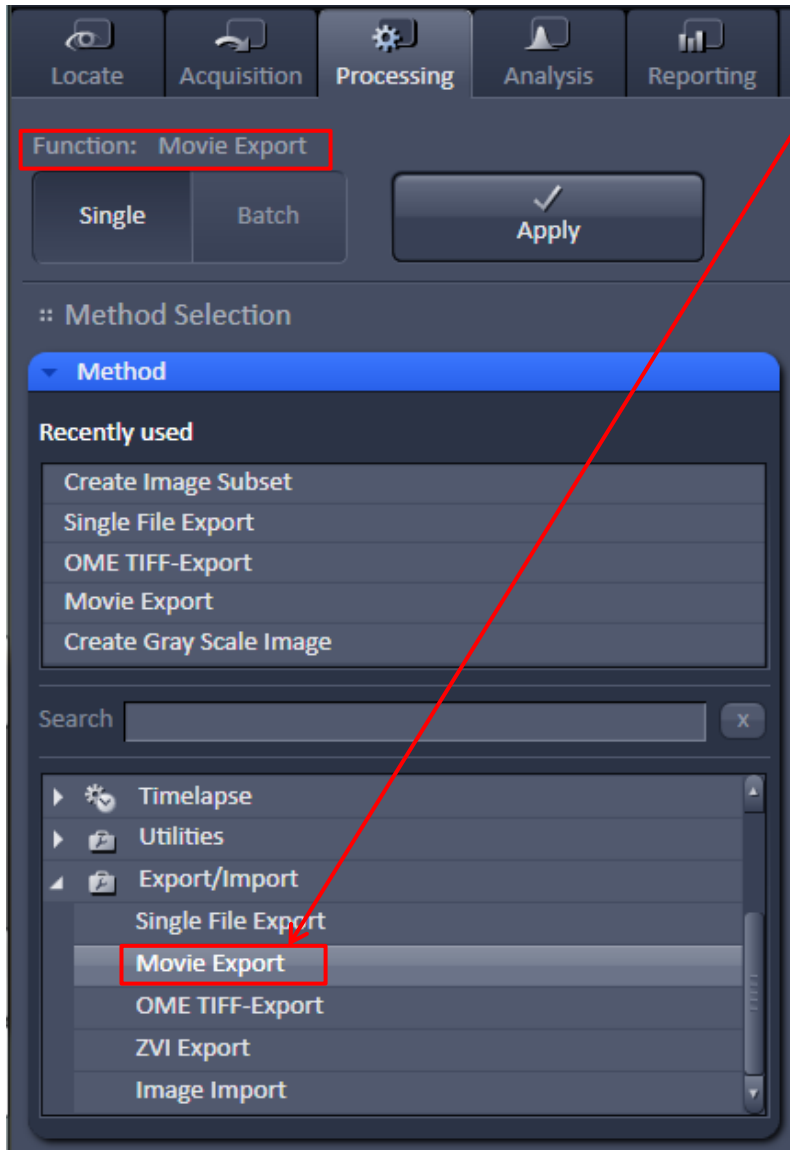 Locate Acquisition Processing Analysis Reporting
Function: Movie Export
Single Batch Apply
:: Method Selection
Method
Recently used
Create Image Subset
Single File Export
OME TIFF-Export
Movie Export
Create Gray Scale Image
Search x
Timelapse
Utilities
Export/Import
Single File Export
Movie Export
OME TIFF-Export
ZVI Export
Image Import